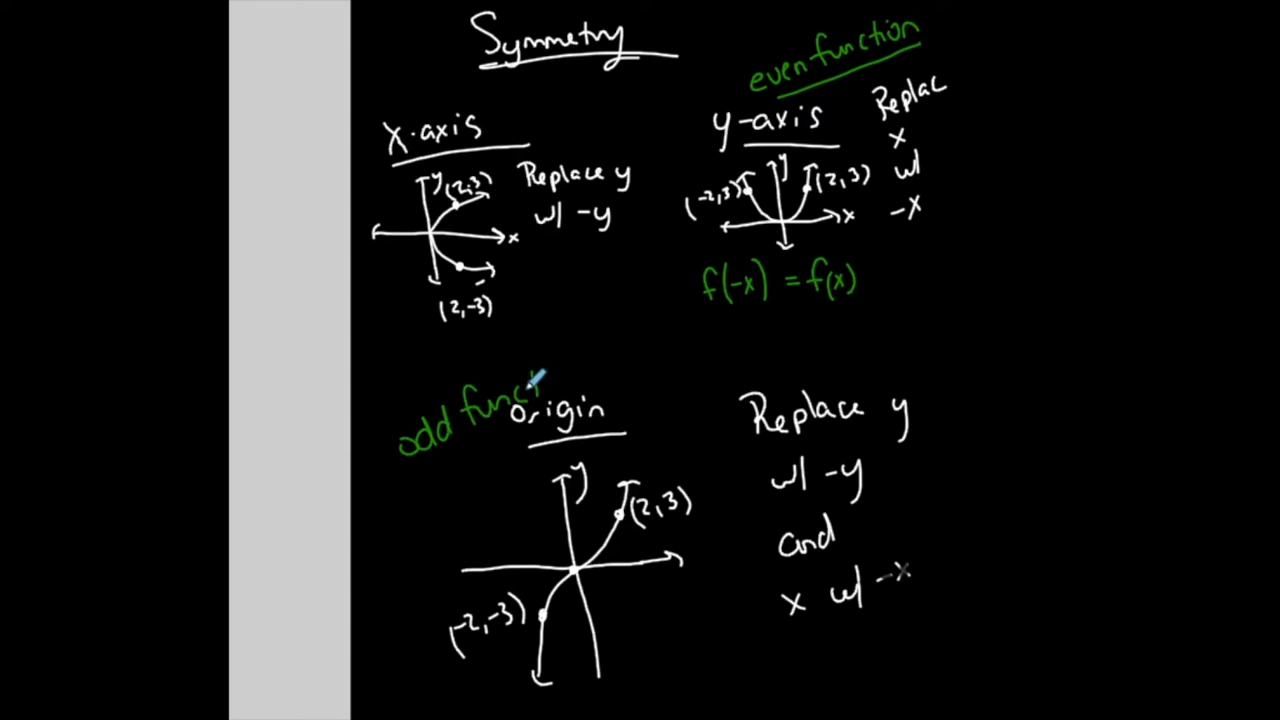 Symmetry
even function
x-axis
y
(2,3)
x
(2,-3)
Replace y
w/ -y
y-axis
y
(-2,3)
(2,3)
x
Replac
x
w/
-x
f(-x) = f(x)
odd funct
origin
y
(2,3)
(-2,-3)
Replace y
w/ -y
and
x w/ -x